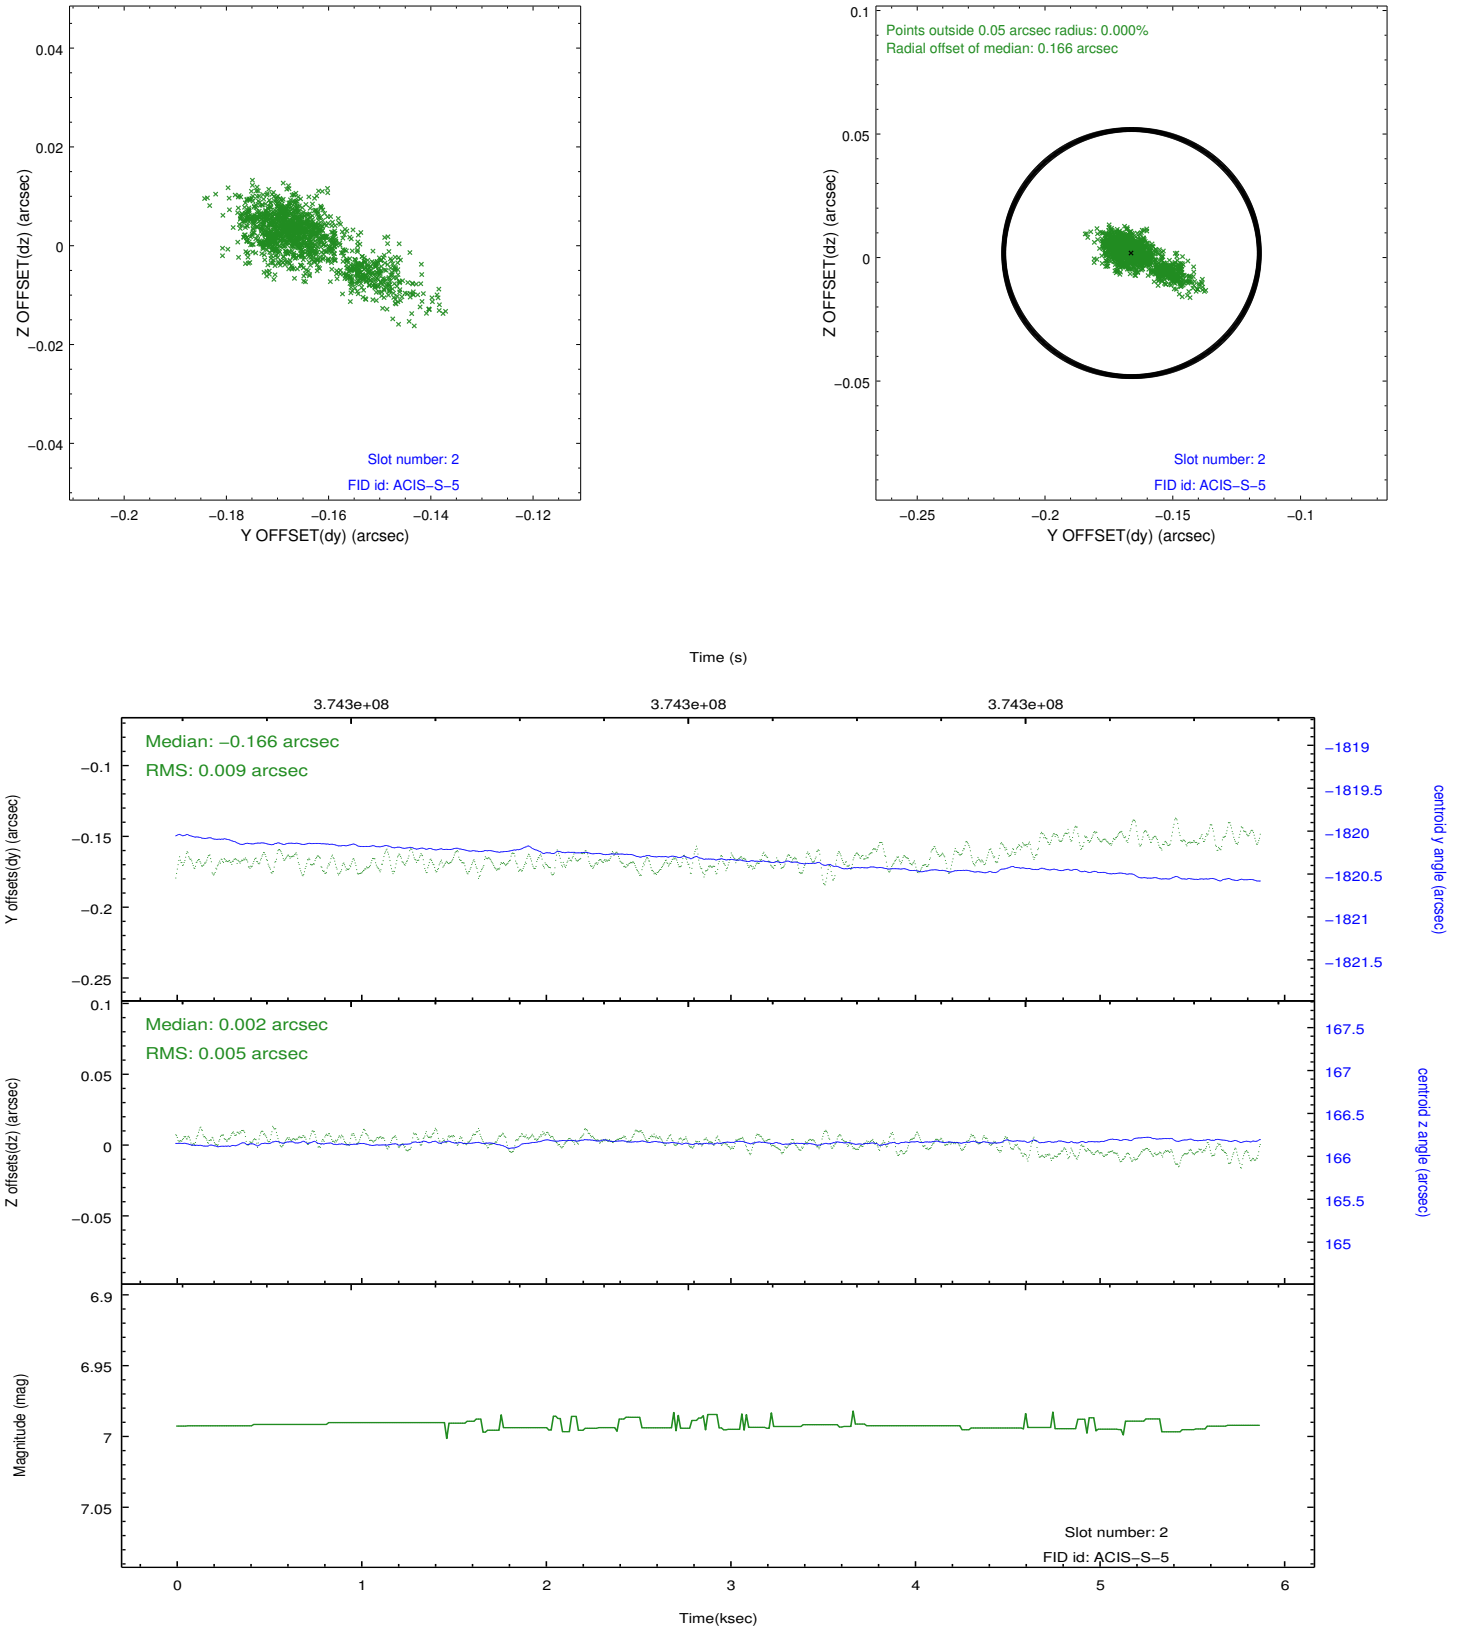 0.04
0.02
0
−0.02
−0.04
Z OFFSET(dz) (arcsec)
Slot number: 2
FID id: ACIS−S−5
−0.2
−0.18
−0.16
−0.14
−0.12
Y OFFSET(dy) (arcsec)
0.1
0.05
0
−0.05
Z OFFSET(dz) (arcsec)
Points outside 0.05 arcsec radius: 0.000%
Radial offset of median: 0.166 arcsec
Slot number: 2
FID id: ACIS−S−5
−0.25
−0.2
−0.15
−0.1
Y OFFSET(dy) (arcsec)
Time (s)
3.743e+08
3.743e+08
3.743e+08
Median: −0.166 arcsec
RMS: 0.009 arcsec
−0.1
−0.15
−0.2
−0.25
Y offsets(dy) (arcsec)
−1819
−1819.5
−1820
−1820.5
−1821
−1821.5
centroid y angle (arcsec)
Median: 0.002 arcsec
RMS: 0.005 arcsec
0.1
0.05
0
−0.05
Z offsets(dz) (arcsec)
167.5
167
166.5
166
165.5
165
centroid z angle (arcsec)
6.9
6.95
7
7.05
Magnitude (mag)
Slot number: 2
FID id: ACIS−S−5
0
1
2
3
4
5
6
Time(ksec)